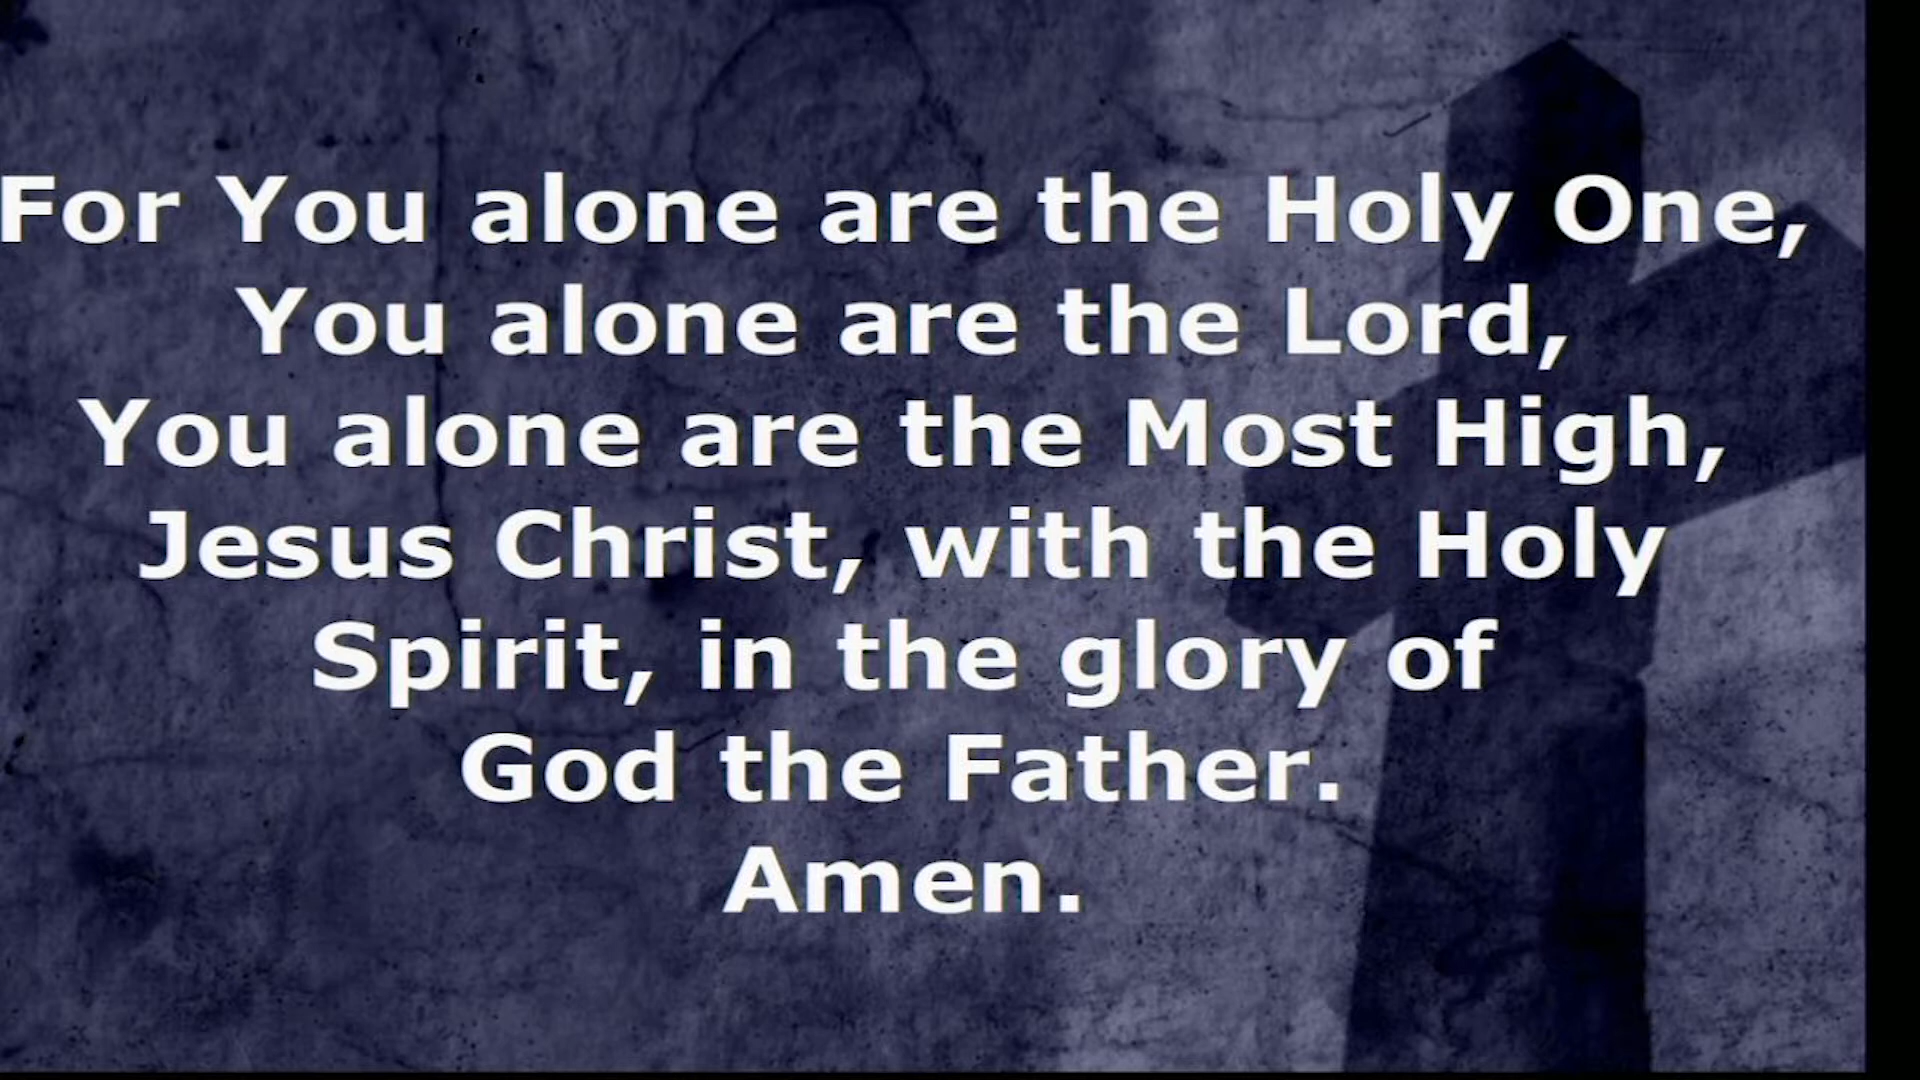 For You alone are the Holy One,
You alone are the Lord,
You alone are the Most High,
Jesus Christ, with the Holy
Spirit, in the glory of
God the Father.
Amen.